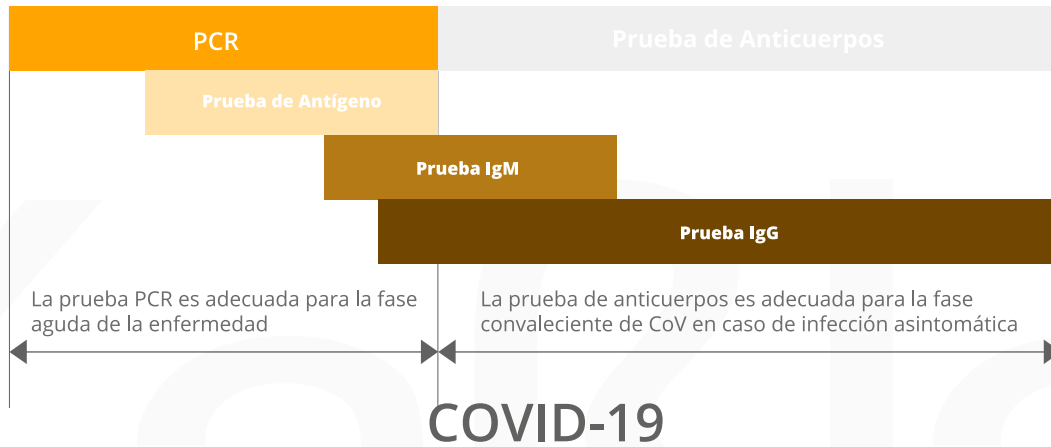 PCR
Prueba de Anticuerpos
Prueba de Antígeno
Prueba IgM
Prueba IgG
La prueba PCR es adecuada para la fase
aguda de la enfermedad
La prueba de anticuerpos es adecuada para la fase
convaleciente de CoV en caso de infección asintomática
COVID-19